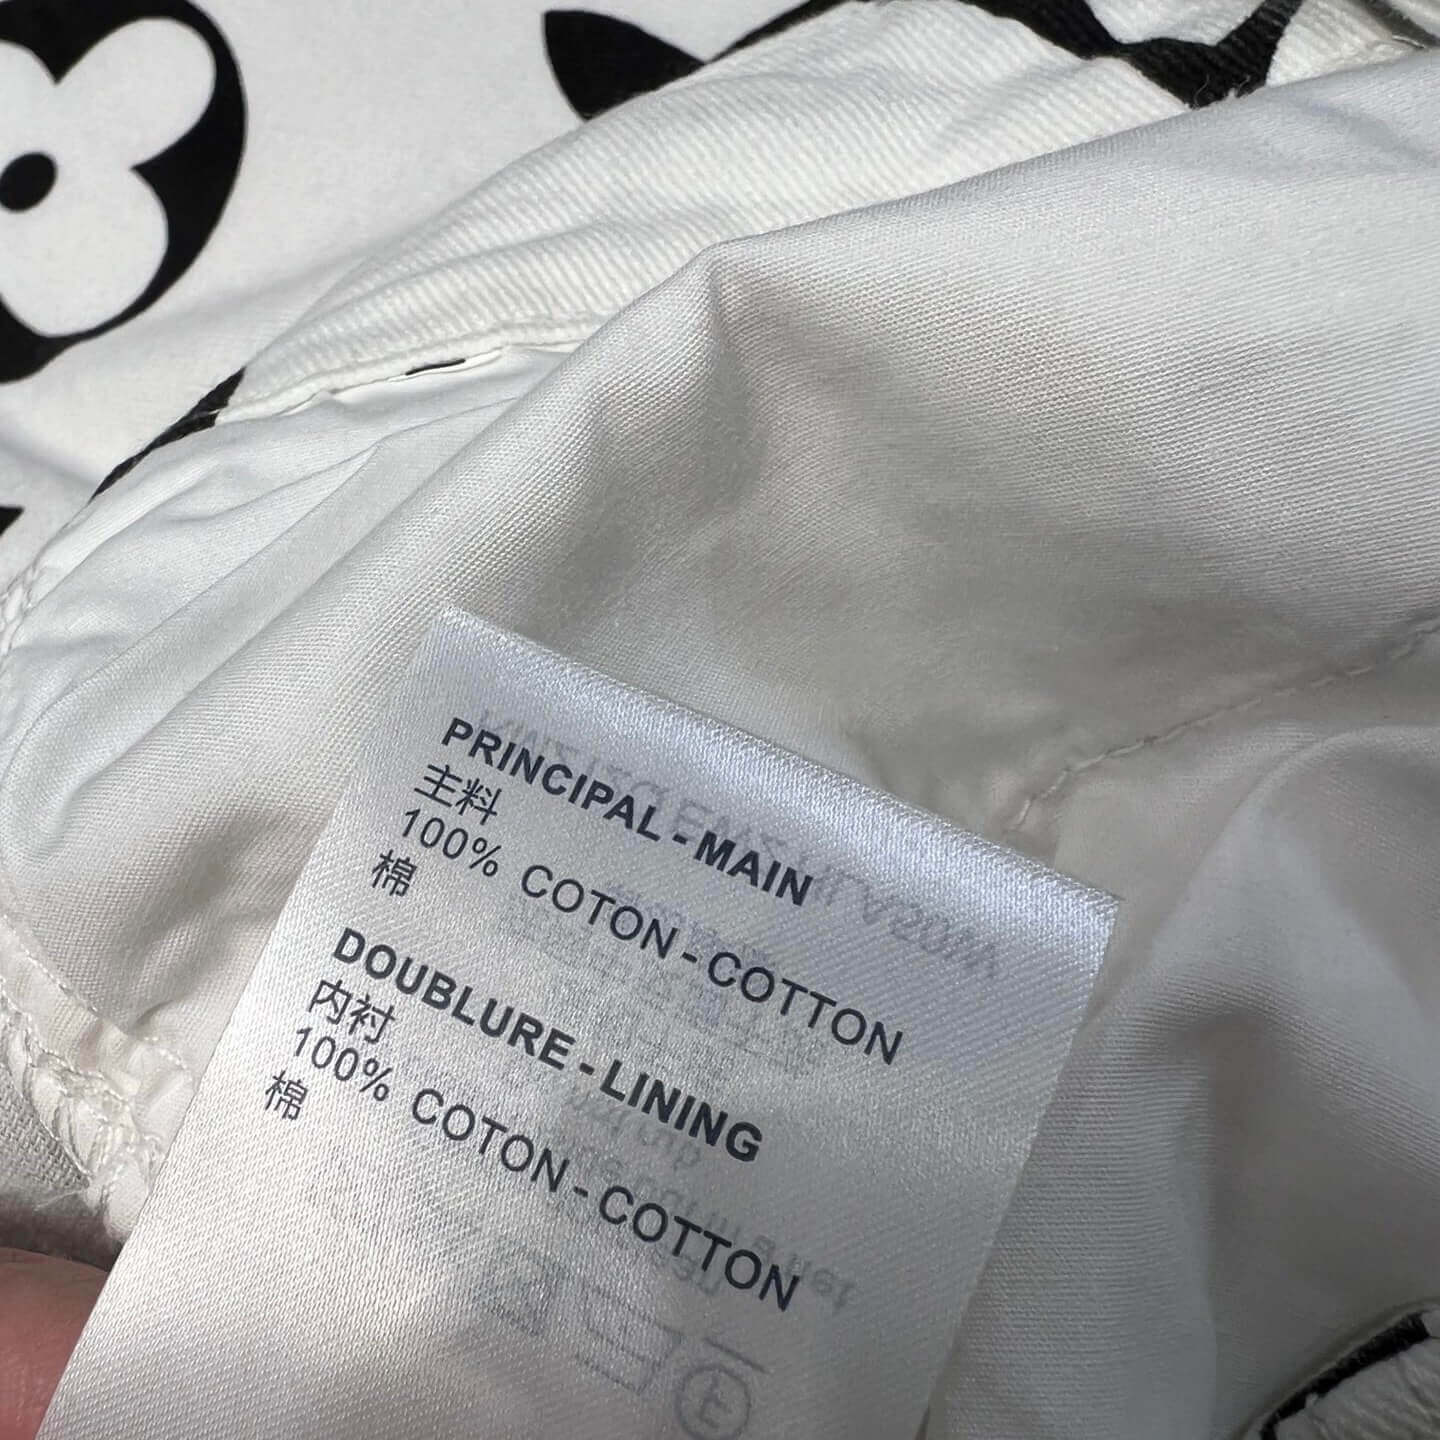 PRINCIPAL - MAIN
主料
100% COTON - COTTON
棉
DOUBLURE - LINING
内衬
100% COTON - COTTON
棉